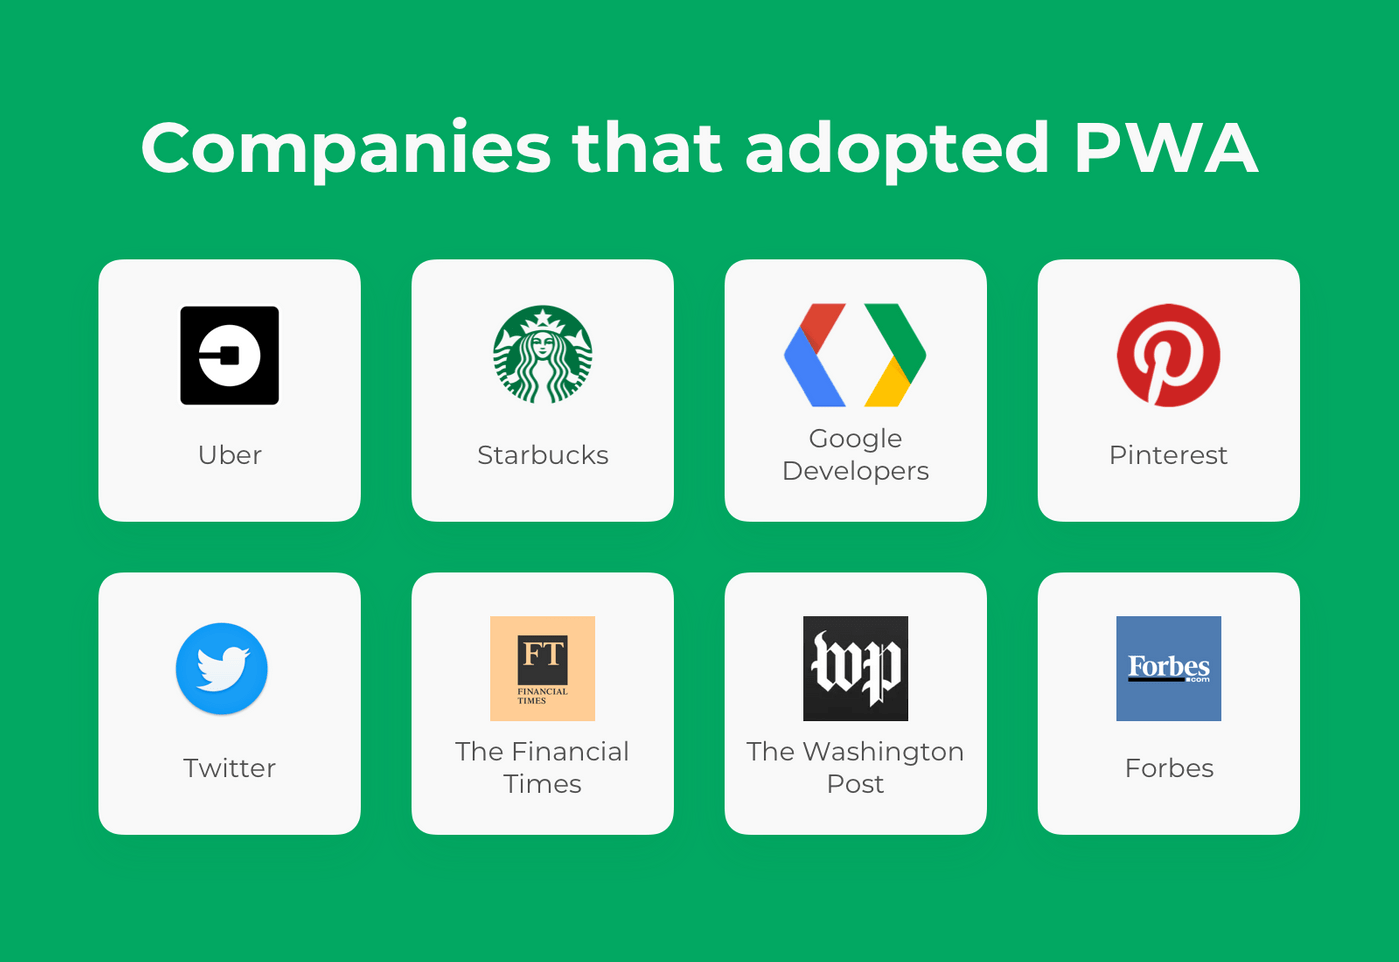 Companies that adopted PWA
Uber
Starbucks
Google
Developers
Pinterest
Twitter
FT
FINANCIAL
TIMES
The Financial
Times
wp
The Washington
Post
Forbes
.com
Forbes